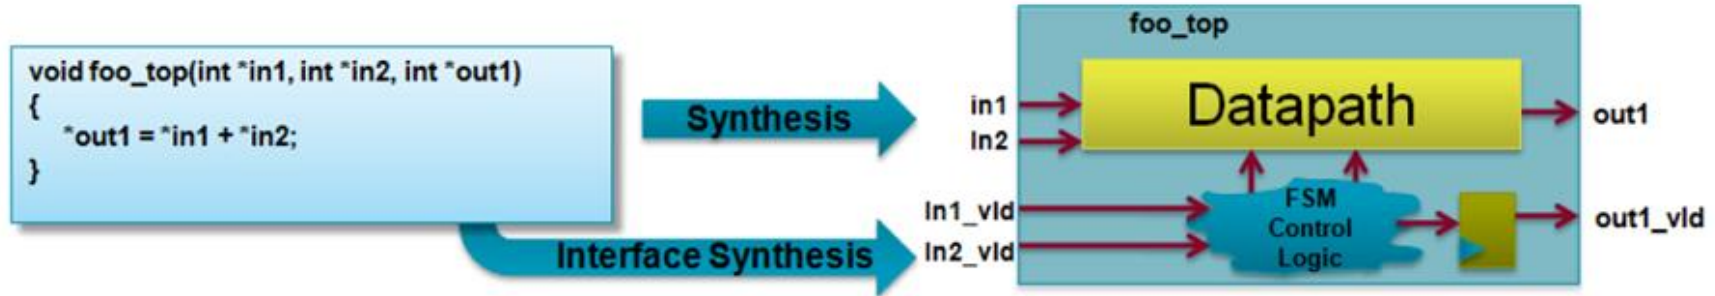 void foo_top(int *in1, int *in2, int *out1)
{
*out1 = *in1 + *in2;
}
Synthesis
Interface Synthesis
foo_top
in1
In2
Datapath
out1
In1_vld
In2_vld
FSM
Control
Logic
out1_vld